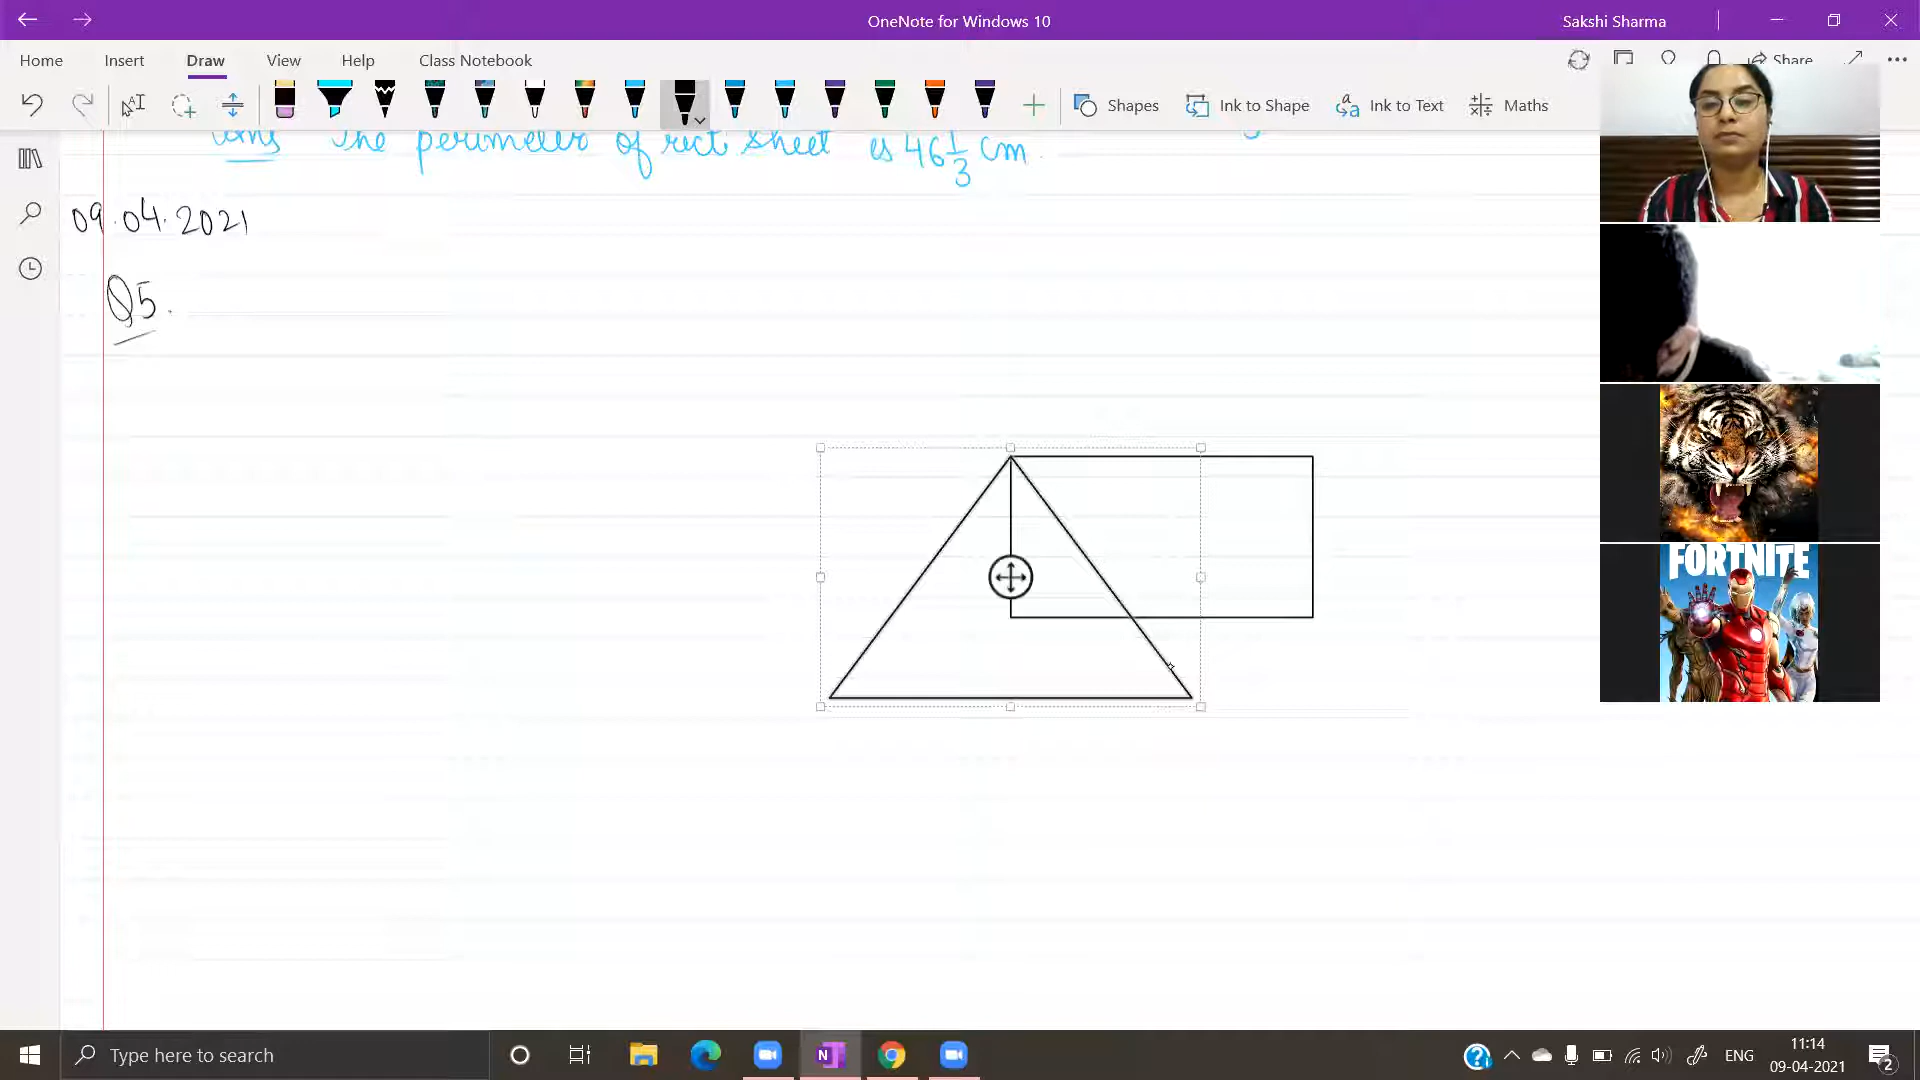 OneNote for Windows 10
Sakshi Sharma
Home Insert Draw View Help Class Notebook
Share
Shapes Ink to Shape Ink to Text Maths
The perimeter of rect sheet is 46 1/3 cm.
09.04.2021
Q5.
FORTNITE
Type here to search
ENG
11:14
09-04-2021
2